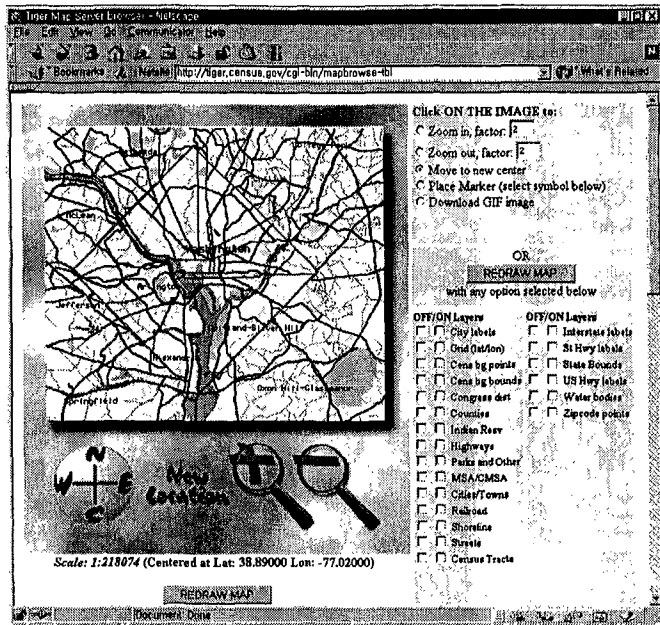 Tiger Map Server Browser - Netscape
File Edit View Go Communicator Help
Bookmarks Netsite http://tiger.census.gov/cgi-bin/mapbrowse-tbl What's Related
Click ON THE IMAGE to:
Zoom in, factor: 2
Zoom out, factor: 2
Move to new center
Place Marker (select symbol below)
Download GIF image
OR
REDRAW MAP
with any option selected below
OFF/ON Layers OFF/ON Layers
City labels Interstate labels
Grid (lat/lon) St Hwy labels
Cens bg points State Bounds
Cens bg bounds US Hwy labels
Congress dist Water bodies
Counties Zipcode points
Indian Resv
Highways
Parks and Other
MSA/CMSA
Cities/Towns
Railroad
Shoreline
Streets
Census Tracts
McLean
Washington
Arlington
Jefferson
Springfield
Oxon Hill-Glassmanor
N
W E
New
Location
Scale: 1:218074 (Centered at Lat: 38.89000 Lon: -77.02000)
REDRAW MAP
Document: Done